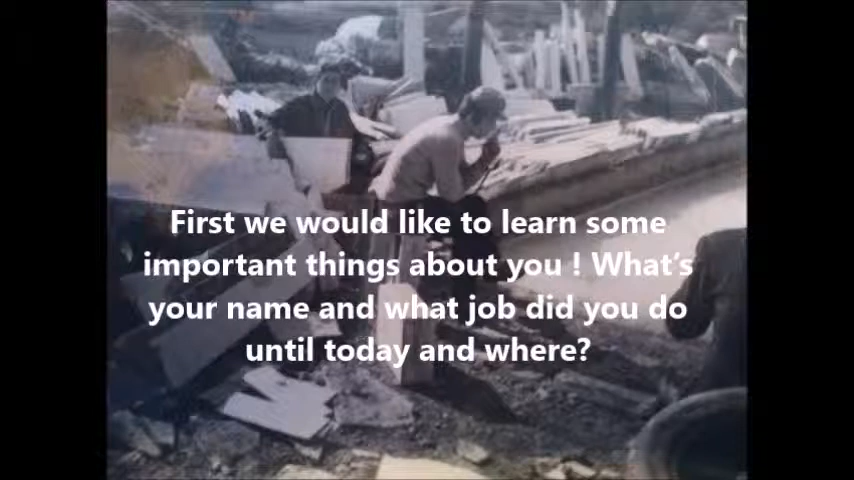 First we would like to learn some
important things about you ! What's
your name and what job did you do
until today and where?